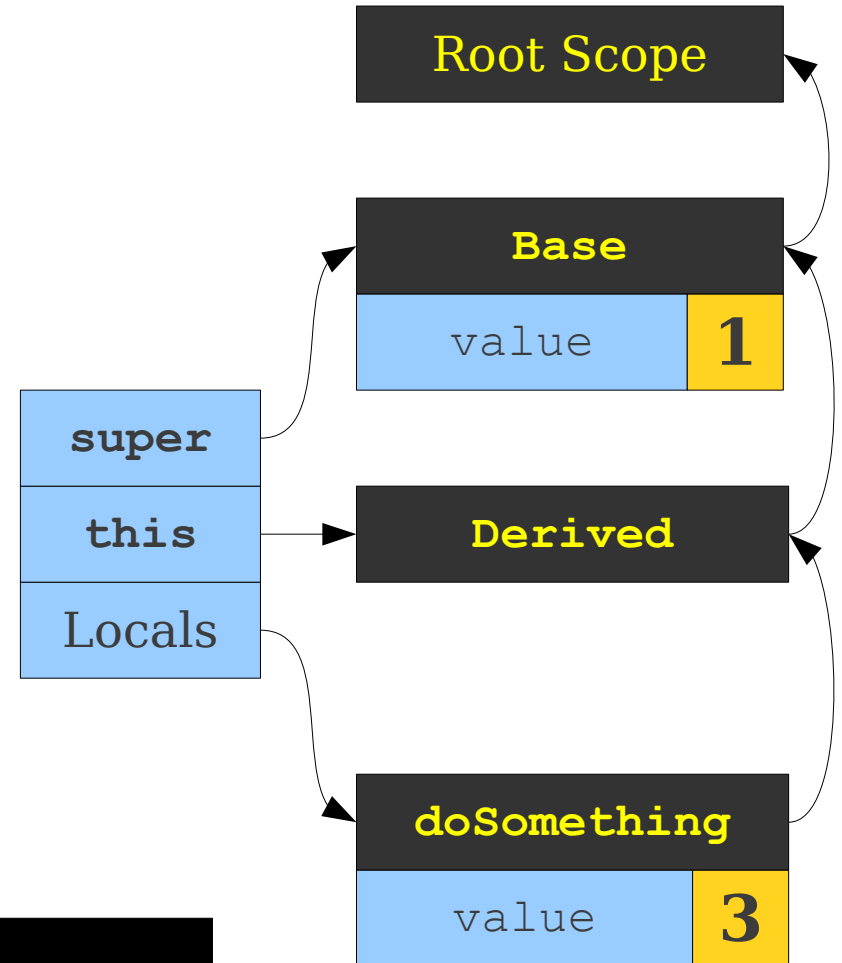 Root Scope
Base
value 1
super
this
Derived
Locals
doSomething
value 3